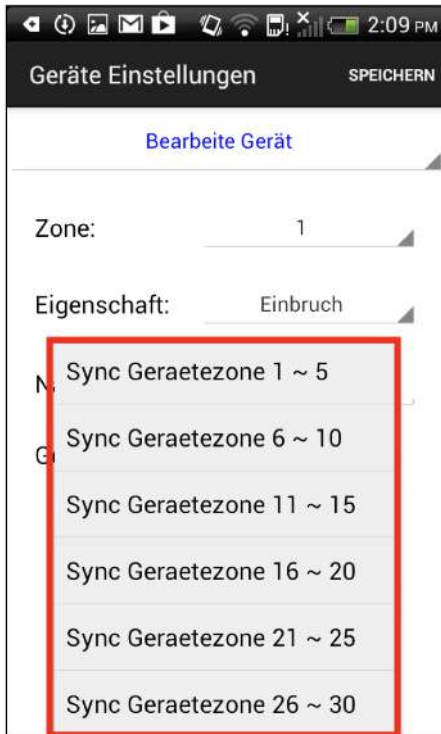 2:09 PM
Geräte Einstellungen SPEICHERN
Bearbeite Gerät
Zone: 1
Eigenschaft: Einbruch
Sync Geraetezone 1 ~ 5
Sync Geraetezone 6 ~ 10
Sync Geraetezone 11 ~ 15
Sync Geraetezone 16 ~ 20
Sync Geraetezone 21 ~ 25
Sync Geraetezone 26 ~ 30